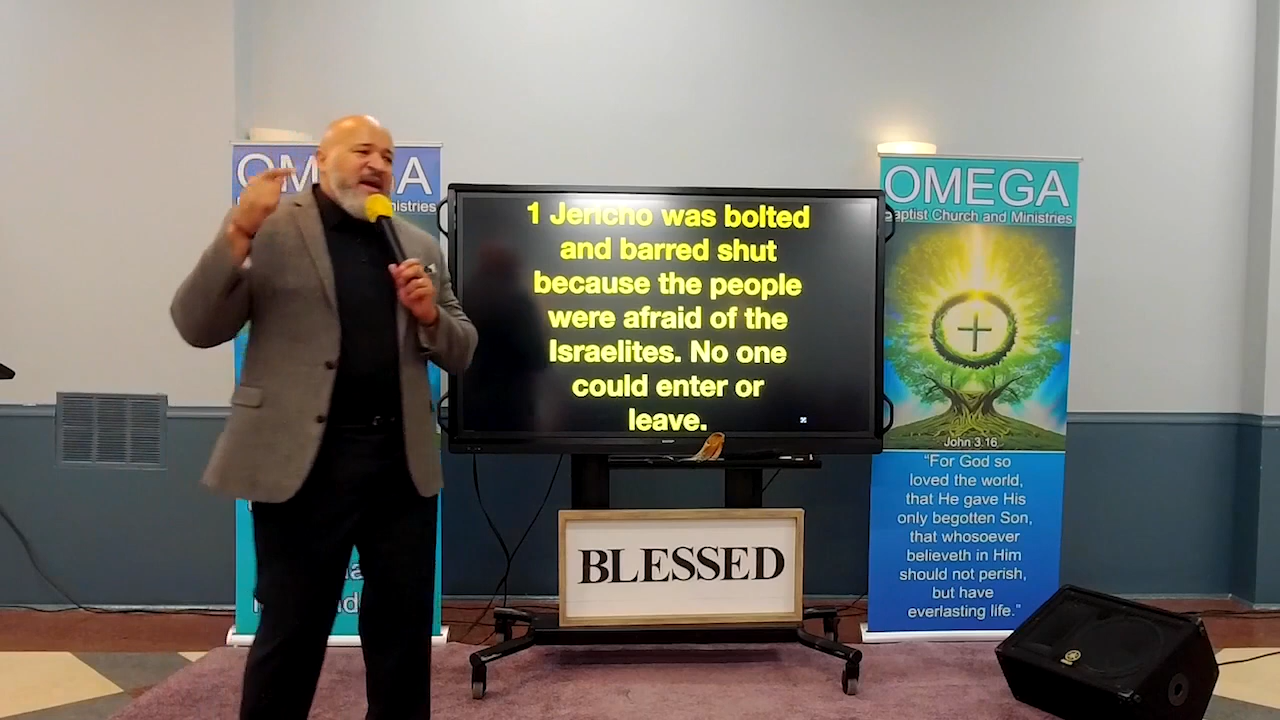 OM
A
istries
1 Jericho was bolted
and barred shut
because the people
were afraid of the
Israelites. No one
could enter or
leave.
BLESSED
OMEGA
Baptist Church and Ministries
John 3.16
“For God so
loved the world,
that He gave His
only begotten Son,
that whosoever
believeth in Him
should not perish,
but have
everlasting life.”